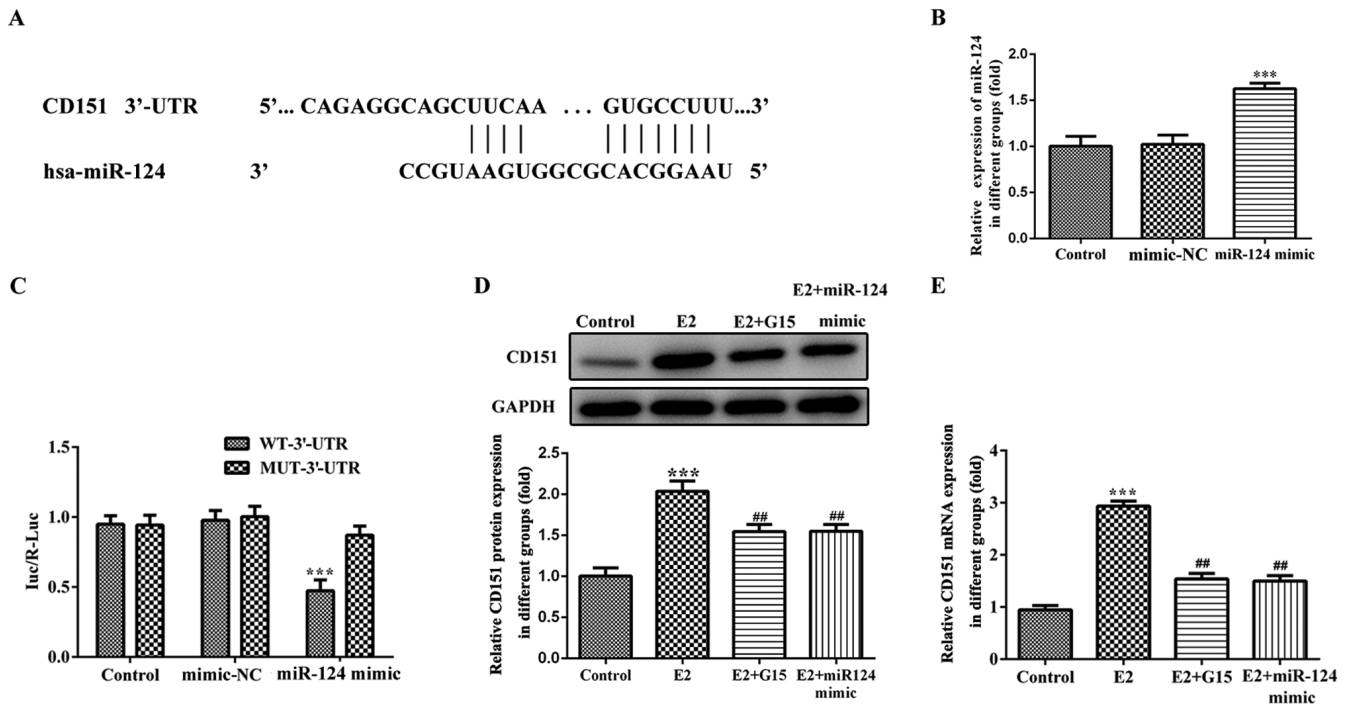 A
CD151 3’-UTR 5’... CAGAGGCAGCUUCAA ... GUGCCUUU...3’
hsa-miR-124 3’ CCGUAAGUGGCGCACGGAAU 5’
B
Relative expression of miR-124
in different groups (fold)
2.0
1.5
1.0
0.5
0.0
***
Control mimic-NC miR-124 mimic
C
Iuc/R-Luc
1.5
1.0
0.5
0.0
WT-3'-UTR
MUT-3'-UTR
***
Control mimic-NC miR-124 mimic
D
Control E2 E2+G15 E2+miR-124
mimic
CD151
GAPDH
Relative CD151 protein expression
in different groups (fold)
2.5
2.0
1.5
1.0
0.5
0.0
***
##
##
Control E2 E2+G15 E2+miR124
mimic
E
Relative CD151 mRNA expression
in different groups (fold)
4
3
2
1
0
***
##
##
Control E2 E2+G15 E2+miR-124
mimic